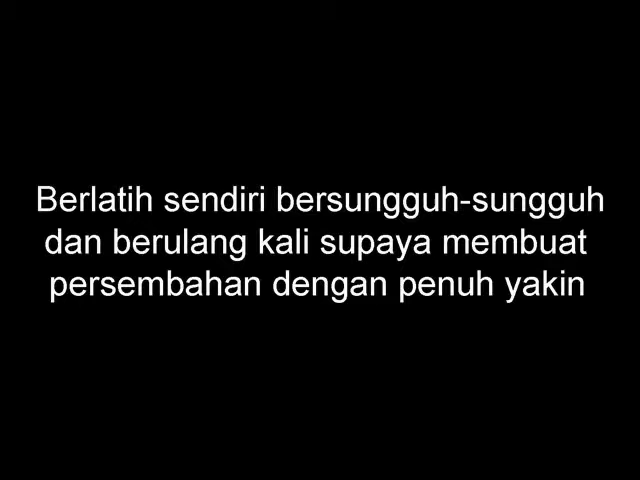 Berlatih sendiri bersungguh-sungguh
dan berulang kali supaya membuat
persembahan dengan penuh yakin